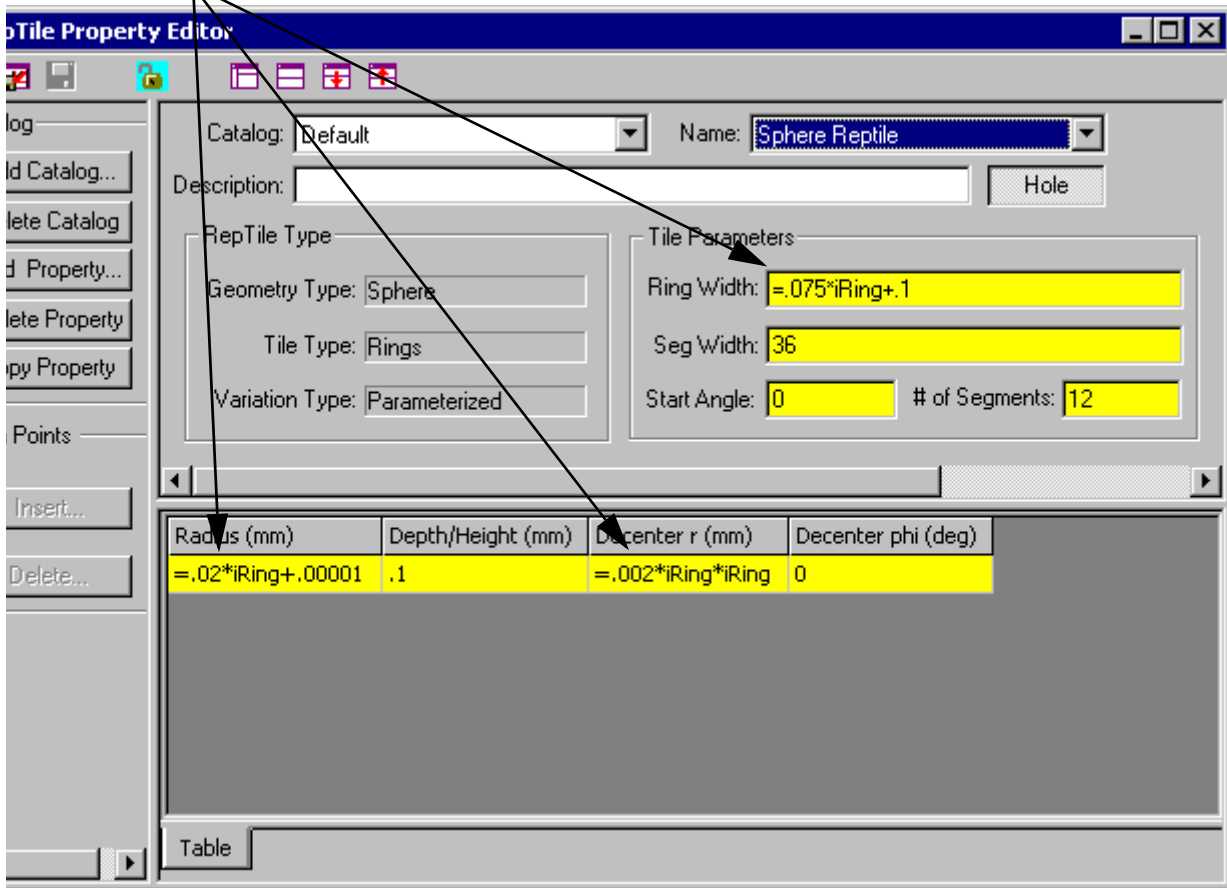 pTile Property Editor
log
Catalog: Default
Name: Sphere Reptile
ld Catalog...
Description:
Hole
lete Catalog
RepTile Type
Tile Parameters
d Property...
Geometry Type: Sphere
Ring Width: =.075*iRing+.1
lete Property
Tile Type: Rings
Seg Width: 36
opy Property
Variation Type: Parameterized
Start Angle: 0
# of Segments: 12
Points
Insert...
Delete...
Radius (mm) Depth/Height (mm) Decenter r (mm) Decenter phi (deg)
=.02*iRing+.00001 .1 =.002*iRing*iRing 0
Table